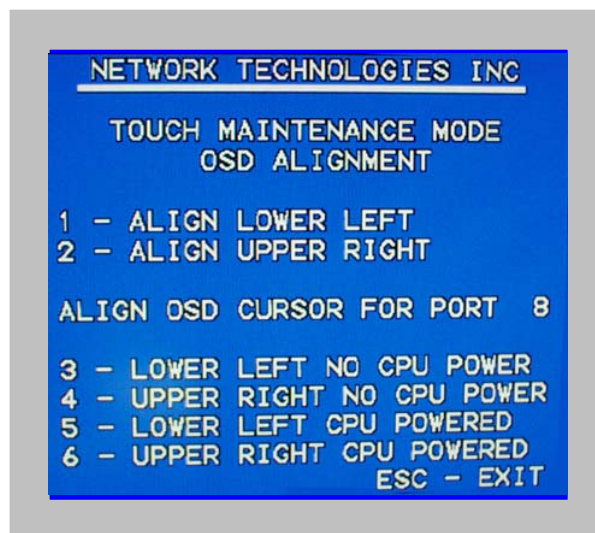 NETWORK TECHNOLOGIES INC
TOUCH MAINTENANCE MODE
OSD ALIGNMENT
1 - ALIGN LOWER LEFT
2 - ALIGN UPPER RIGHT
ALIGN OSD CURSOR FOR PORT 8
3 - LOWER LEFT NO CPU POWER
4 - UPPER RIGHT NO CPU POWER
5 - LOWER LEFT CPU POWERED
6 - UPPER RIGHT CPU POWERED
ESC - EXIT